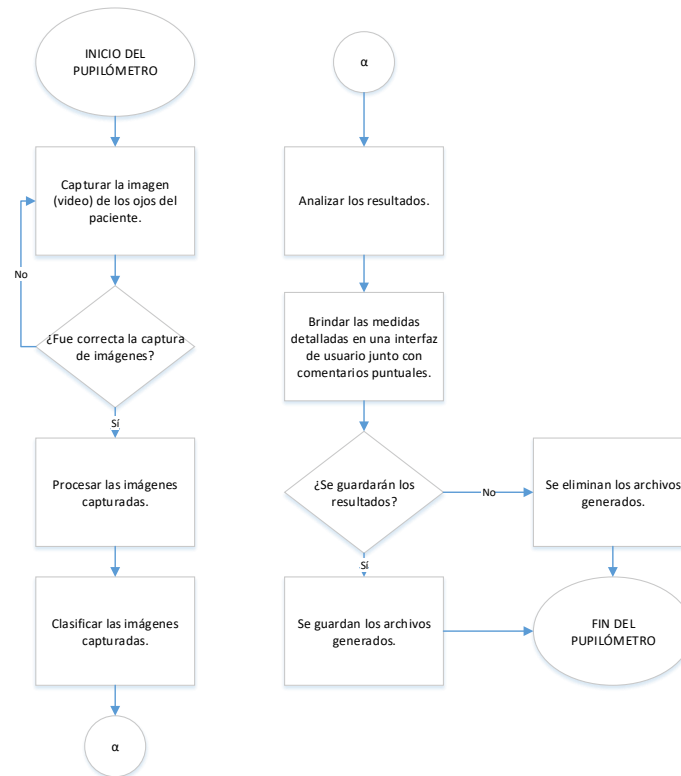 INICIO DEL
PUPILÓMETRO
Capturar la imagen
(video) de los ojos del
paciente.
No
¿Fue correcta la captura
de imágenes?
Sí
Procesar las imágenes
capturadas.
Clasificar las imágenes
capturadas.
α
α
Analizar los resultados.
Brindar las medidas
detalladas en una interfaz
de usuario junto con
comentarios puntuales.
¿Se guardarán los
resultados?
No
Se eliminan los archivos
generados.
Sí
Se guardan los archivos
generados.
FIN DEL
PUPILÓMETRO